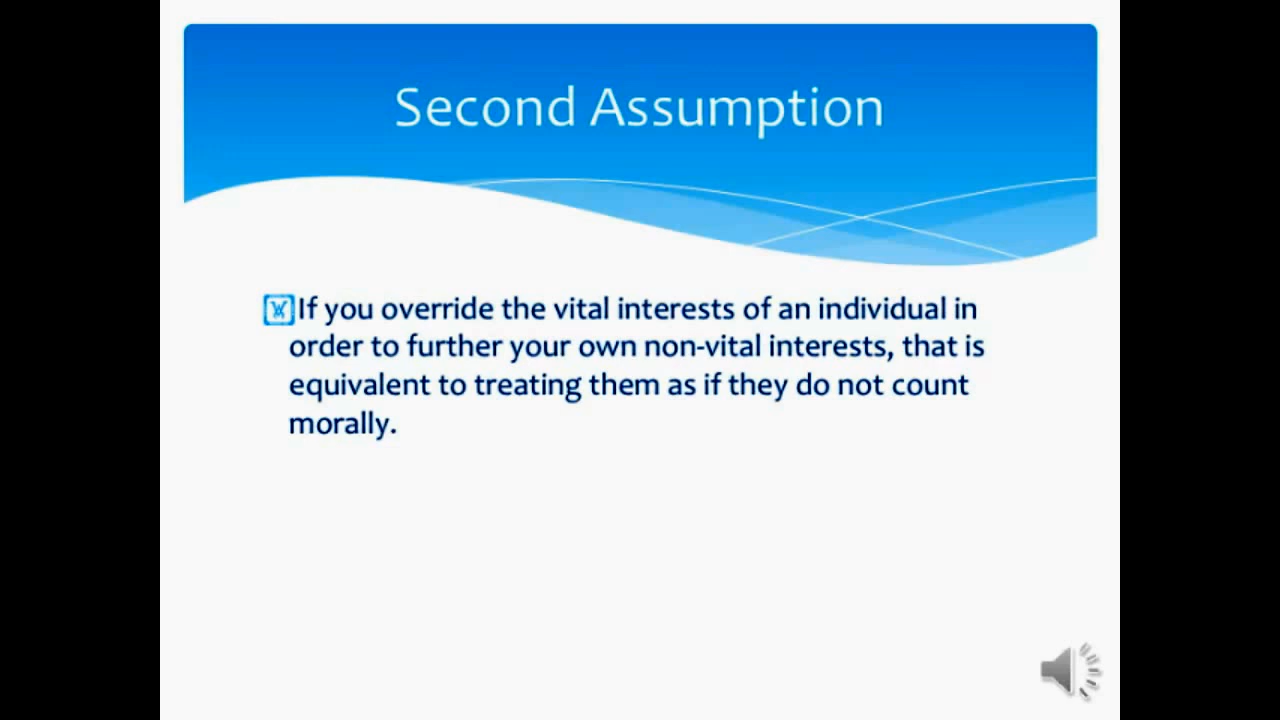 Second Assumption
If you override the vital interests of an individual in
order to further your own non-vital interests, that is
equivalent to treating them as if they do not count
morally.